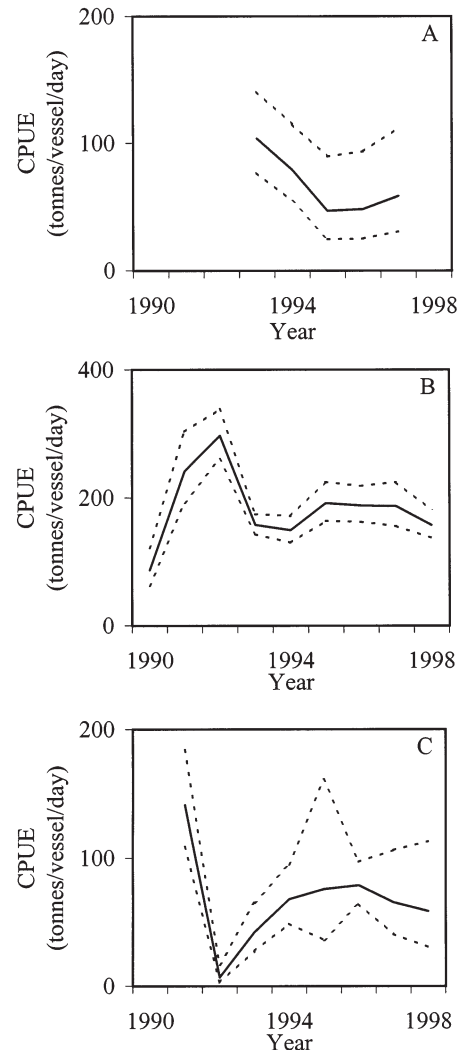 200
A
CPUE
(tonnes/vessel/day)
100
0
1990
1994
1998
Year
400
B
CPUE
(tonnes/vessel/day)
200
0
1990
1994
1998
Year
200
C
CPUE
(tonnes/vessel/day)
100
0
1990
1994
1998
Year